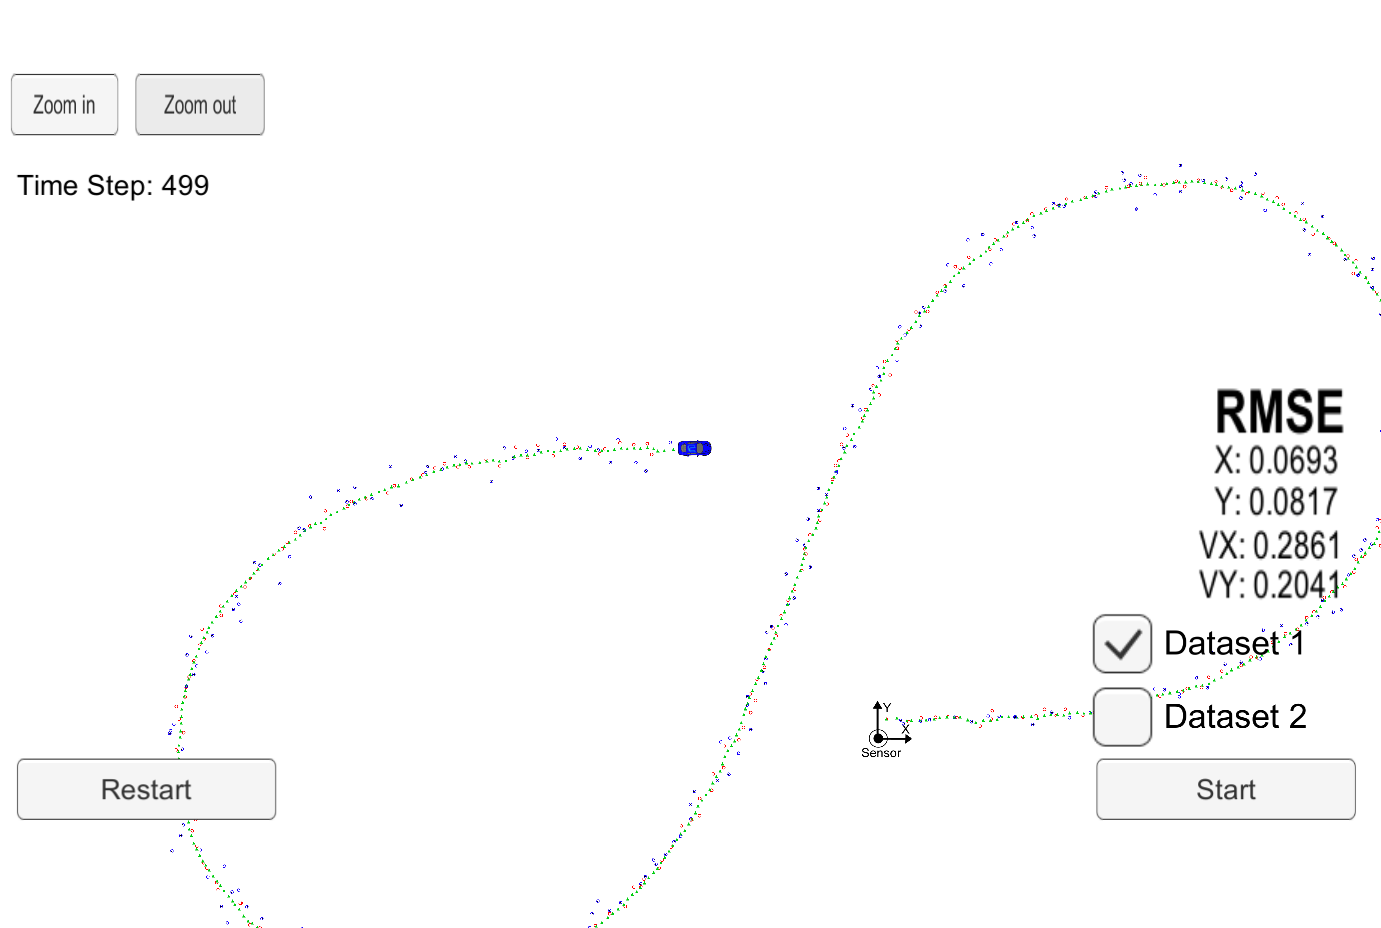 Zoom in
Zoom out
Time Step: 499
RMSE
X: 0.0693
Y: 0.0817
VX: 0.2861
VY: 0.2041
Dataset 1
Y
X
Sensor
Dataset 2
Restart
Start